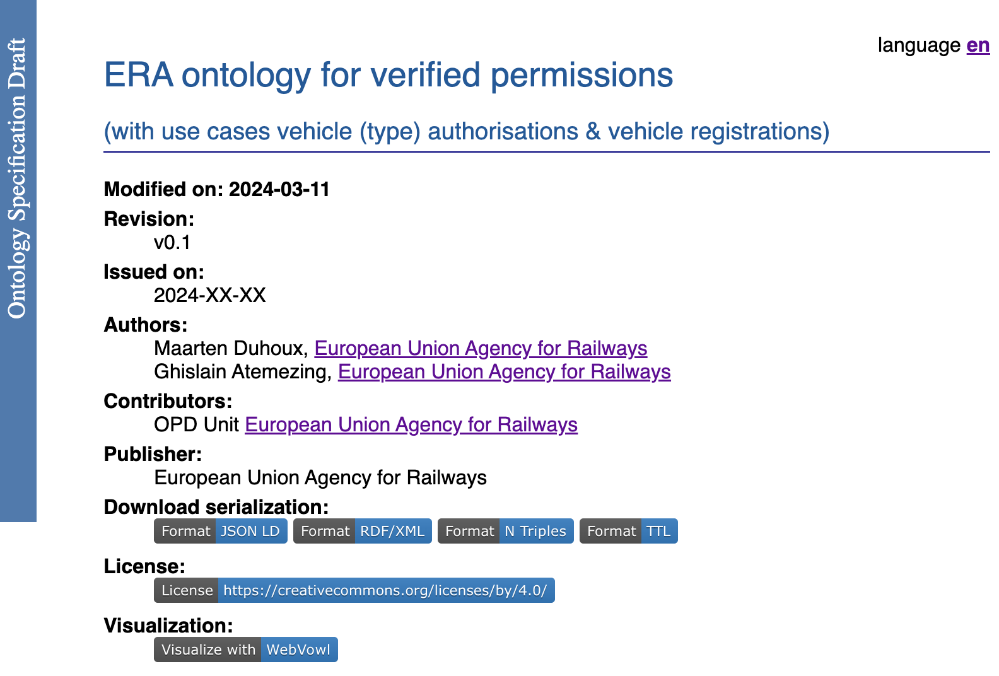 Ontology Specification Draft
language en
ERA ontology for verified permissions
(with use cases vehicle (type) authorisations & vehicle registrations)
Modified on: 2024-03-11
Revision:
v0.1
Issued on:
2024-XX-XX
Authors:
Maarten Duhoux, European Union Agency for Railways
Ghislain Atemezing, European Union Agency for Railways
Contributors:
OPD Unit European Union Agency for Railways
Publisher:
European Union Agency for Railways
Download serialization:
Format JSON LD Format RDF/XML Format N Triples Format TTL
License:
License https://creativecommons.org/licenses/by/4.0/
Visualization:
Visualize with WebVowl